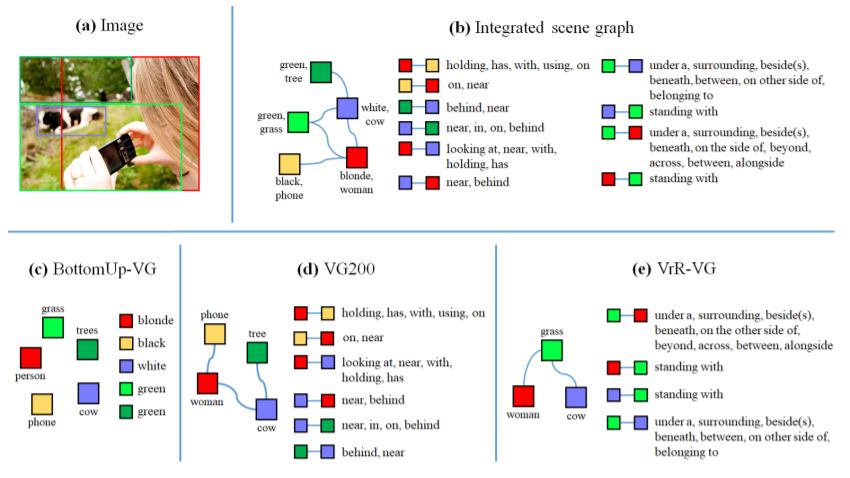 (a) Image
(b) Integrated scene graph
green,
tree
green,
grass
white,
cow
black,
phone
blonde,
woman
holding, has, with, using, on
on, near
behind, near
near, in, on, behind
looking at, near, with,
holding, has
near, behind
under a, surrounding, beside(s),
beneath, between, on other side of,
belonging to
standing with
under a, surrounding, beside(s),
beneath, on the side of, beyond,
across, between, alongside
standing with
(c) BottomUp-VG
grass
trees
person
cow
phone
blonde
black
white
green
green
(d) VG200
phone
tree
woman
cow
holding, has, with, using, on
on, near
looking at, near, with,
holding, has
near, behind
near, in, on, behind
behind, near
(e) VrR-VG
grass
woman
cow
under a, surrounding, beside(s),
beneath, on the other side of,
beyond, across, between, alongside
standing with
standing with
under a, surrounding, beside(s),
beneath, between, on other side of,
belonging to